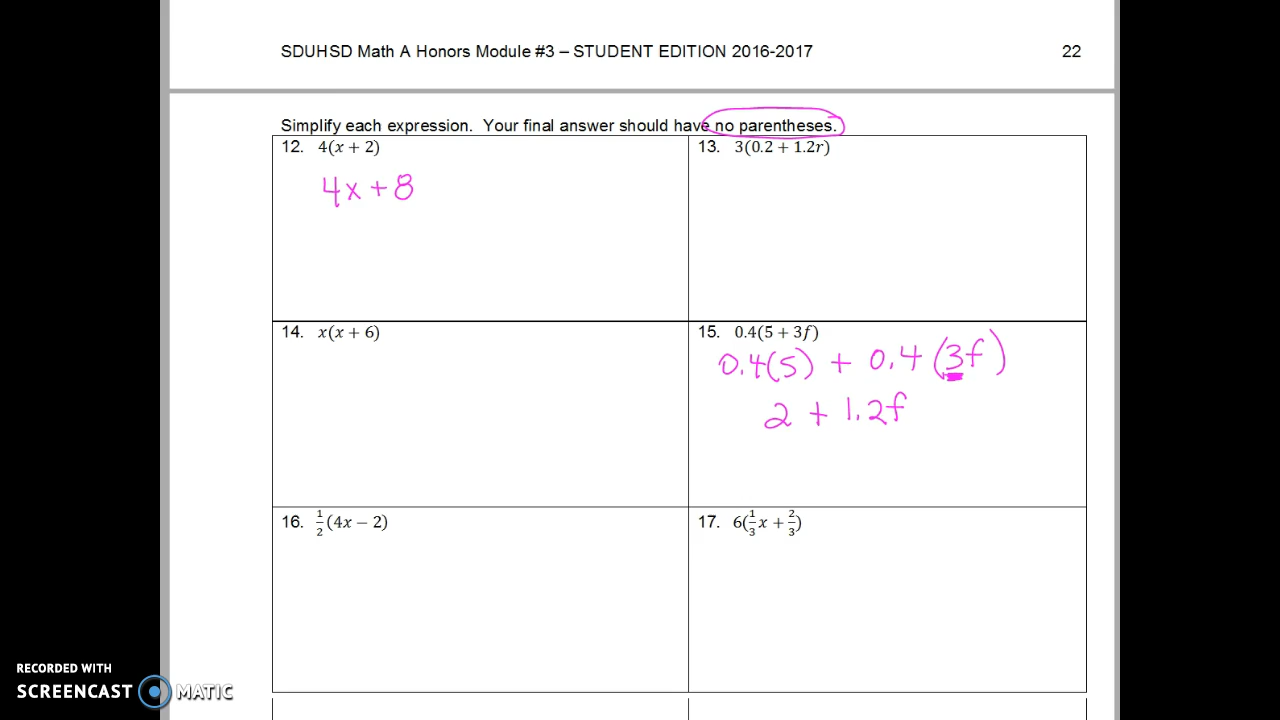 SDUHSD Math A Honors Module #3 – STUDENT EDITION 2016-2017 22
Simplify each expression. Your final answer should have no parentheses.
12. 4(x + 2)
4x + 8
13. 3(0.2 + 1.2r)
14. x(x + 6)
15. 0.4(5 + 3f)
0.4(5) + 0.4(3f)
2 + 1.2f
16. 1/2(4x − 2)
17. 6(1/3x + 2/3)
RECORDED WITH
SCREENCAST MATIC